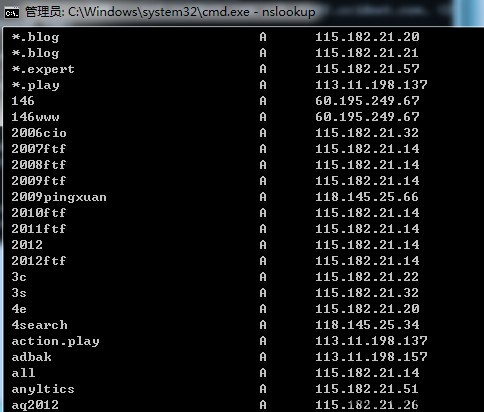 管理员: C:\Windows\system32\cmd.exe - nslookup
*.blog A 115.182.21.20
*.blog A 115.182.21.21
*.expert A 115.182.21.57
*.play A 113.11.198.137
146 A 60.195.249.67
146www A 60.195.249.67
2006cio A 115.182.21.32
2007ftf A 115.182.21.14
2008ftf A 115.182.21.14
2009ftf A 115.182.21.14
2009pingxuan A 118.145.25.66
2010ftf A 115.182.21.14
2011ftf A 115.182.21.14
2012 A 115.182.21.14
2012ftf A 115.182.21.14
3c A 115.182.21.22
3s A 115.182.21.32
4e A 115.182.21.20
4search A 118.145.25.34
action.play A 113.11.198.137
adbak A 113.11.198.157
all A 115.182.21.14
anyltics A 115.182.21.51
aq2012 A 115.182.21.26